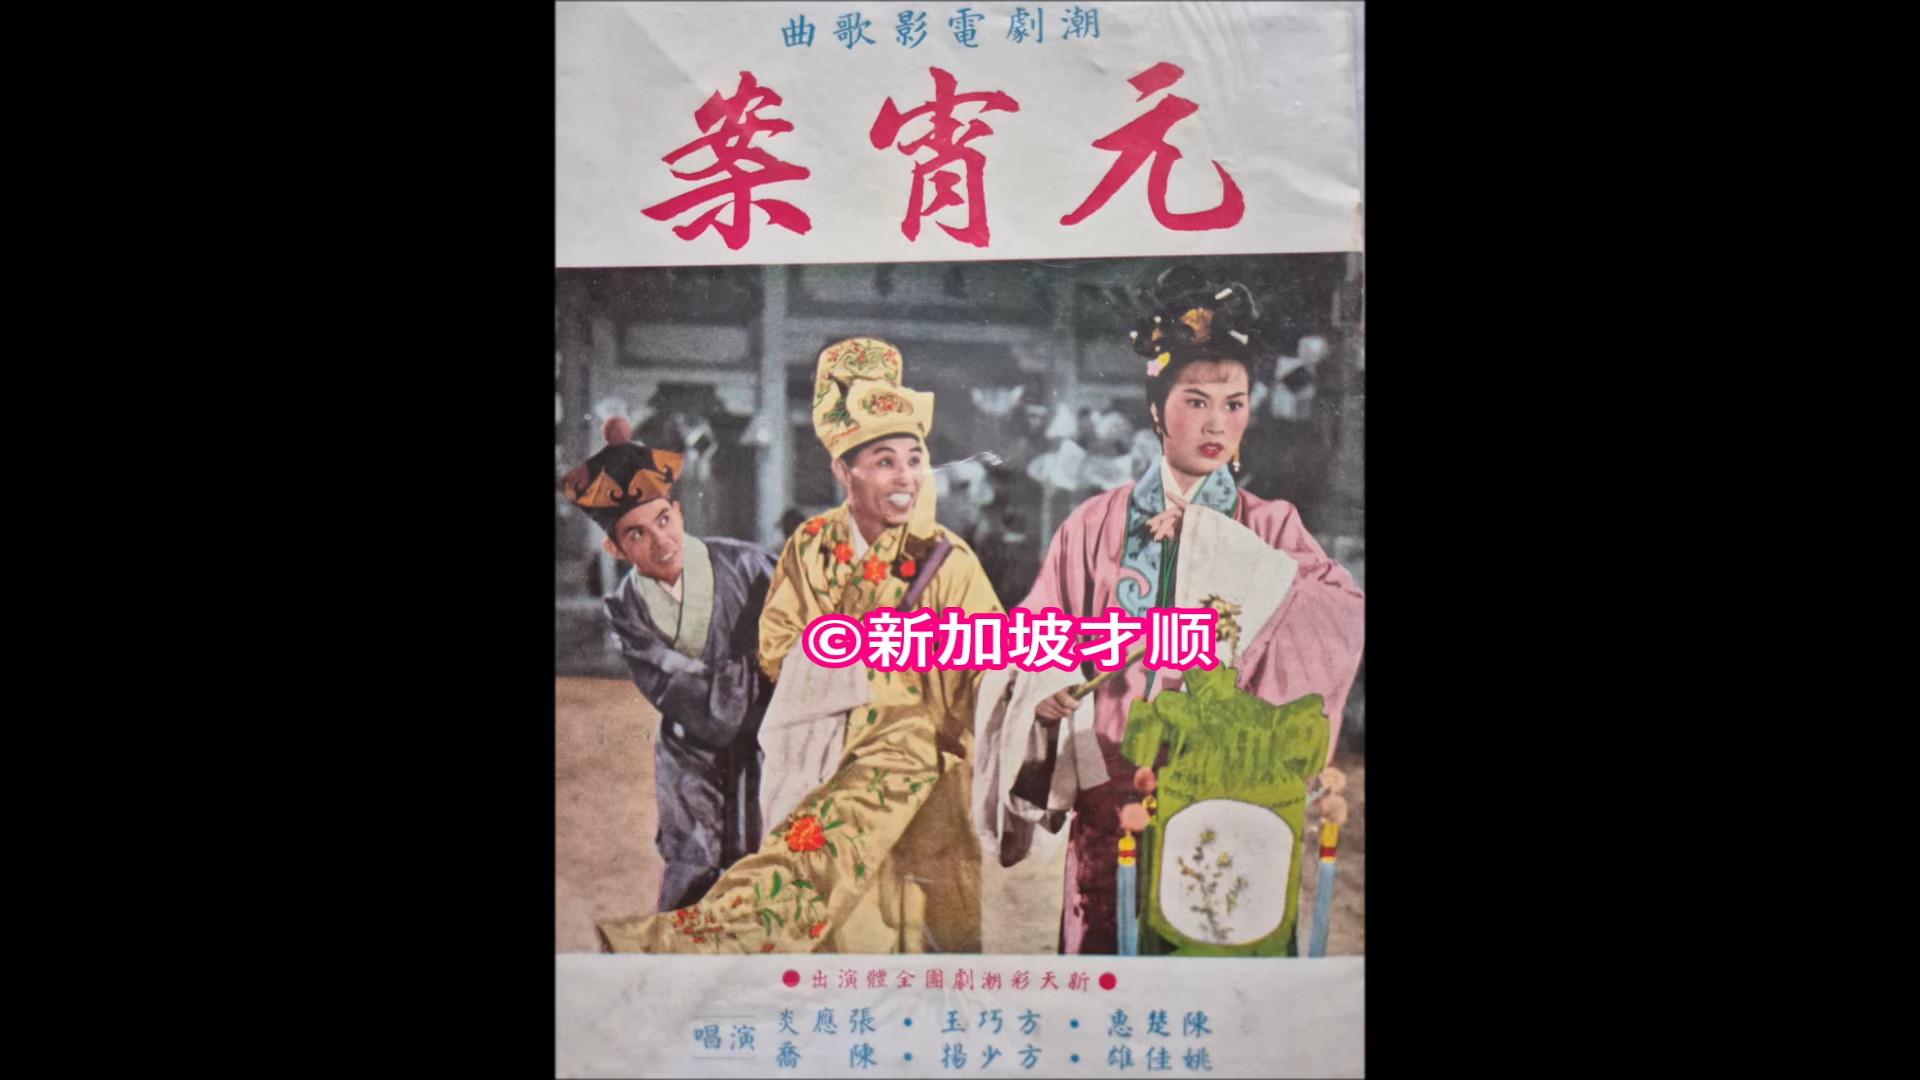 潮劇電影歌曲
元宵案
©新加坡才顺
●新天彩潮劇團全體演出●
陳楚惠・方巧玉・張應炎
姚佳雄・方少揚・陳喬
演唱